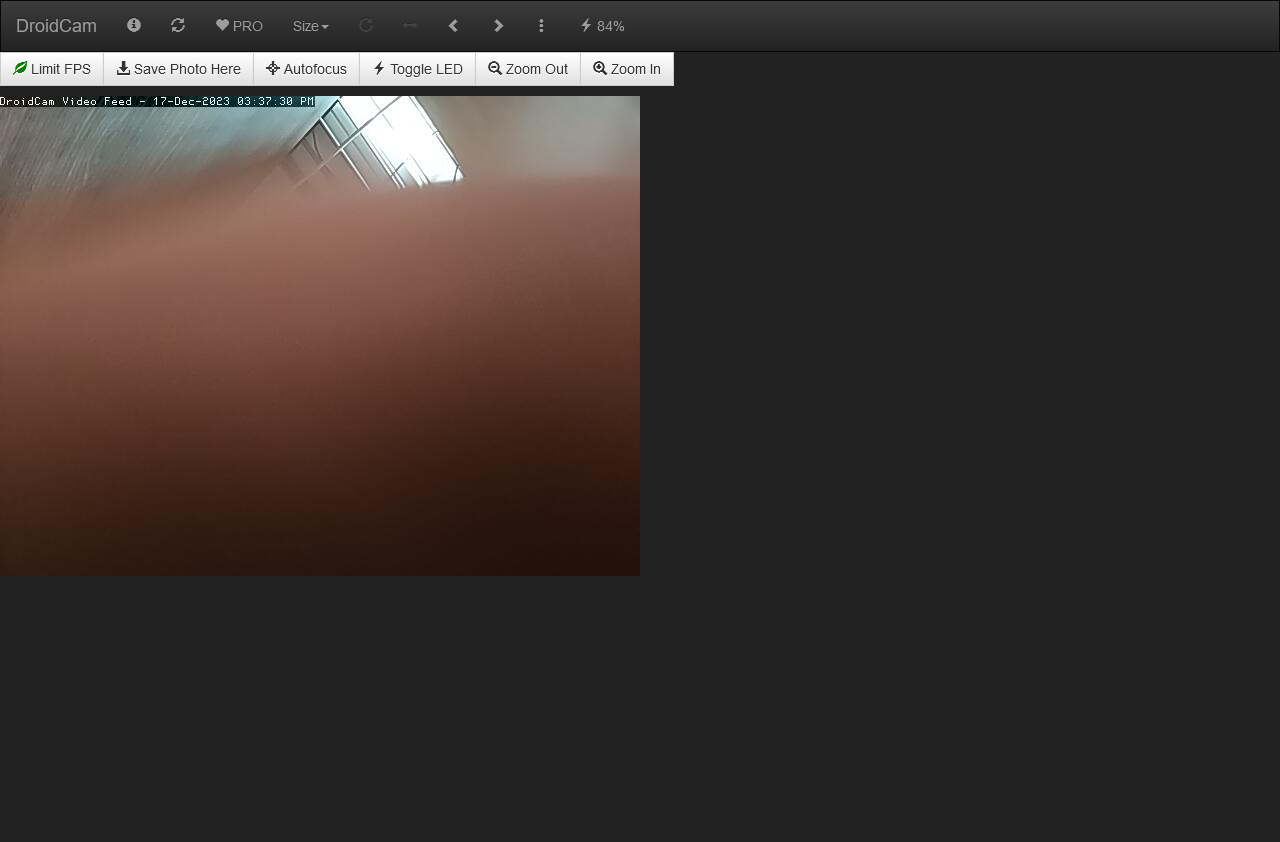 DroidCam PRO Size 84%
Limit FPS Save Photo Here Autofocus Toggle LED Zoom Out Zoom In
DroidCam Video Feed - 17-Dec-2023 03:37:30 PM